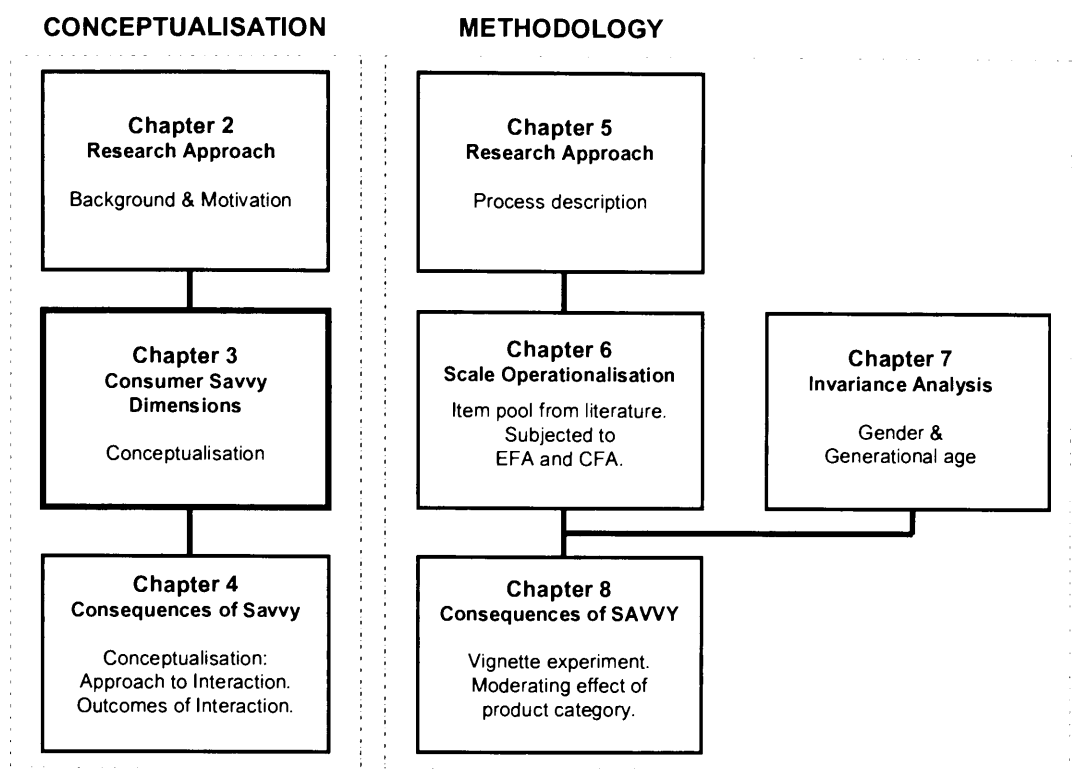 CONCEPTUALISATION
METHODOLOGY
Chapter 2
Research Approach
Background & Motivation
Chapter 3
Consumer Savvy
Dimensions
Conceptualisation
Chapter 4
Consequences of Savvy
Conceptualisation:
Approach to Interaction.
Outcomes of Interaction.
Chapter 5
Research Approach
Process description
Chapter 6
Scale Operationalisation
Item pool from literature.
Subjected to
EFA and CFA.
Chapter 7
Invariance Analysis
Gender &
Generational age
Chapter 8
Consequences of SAVVY
Vignette experiment.
Moderating effect of
product category.